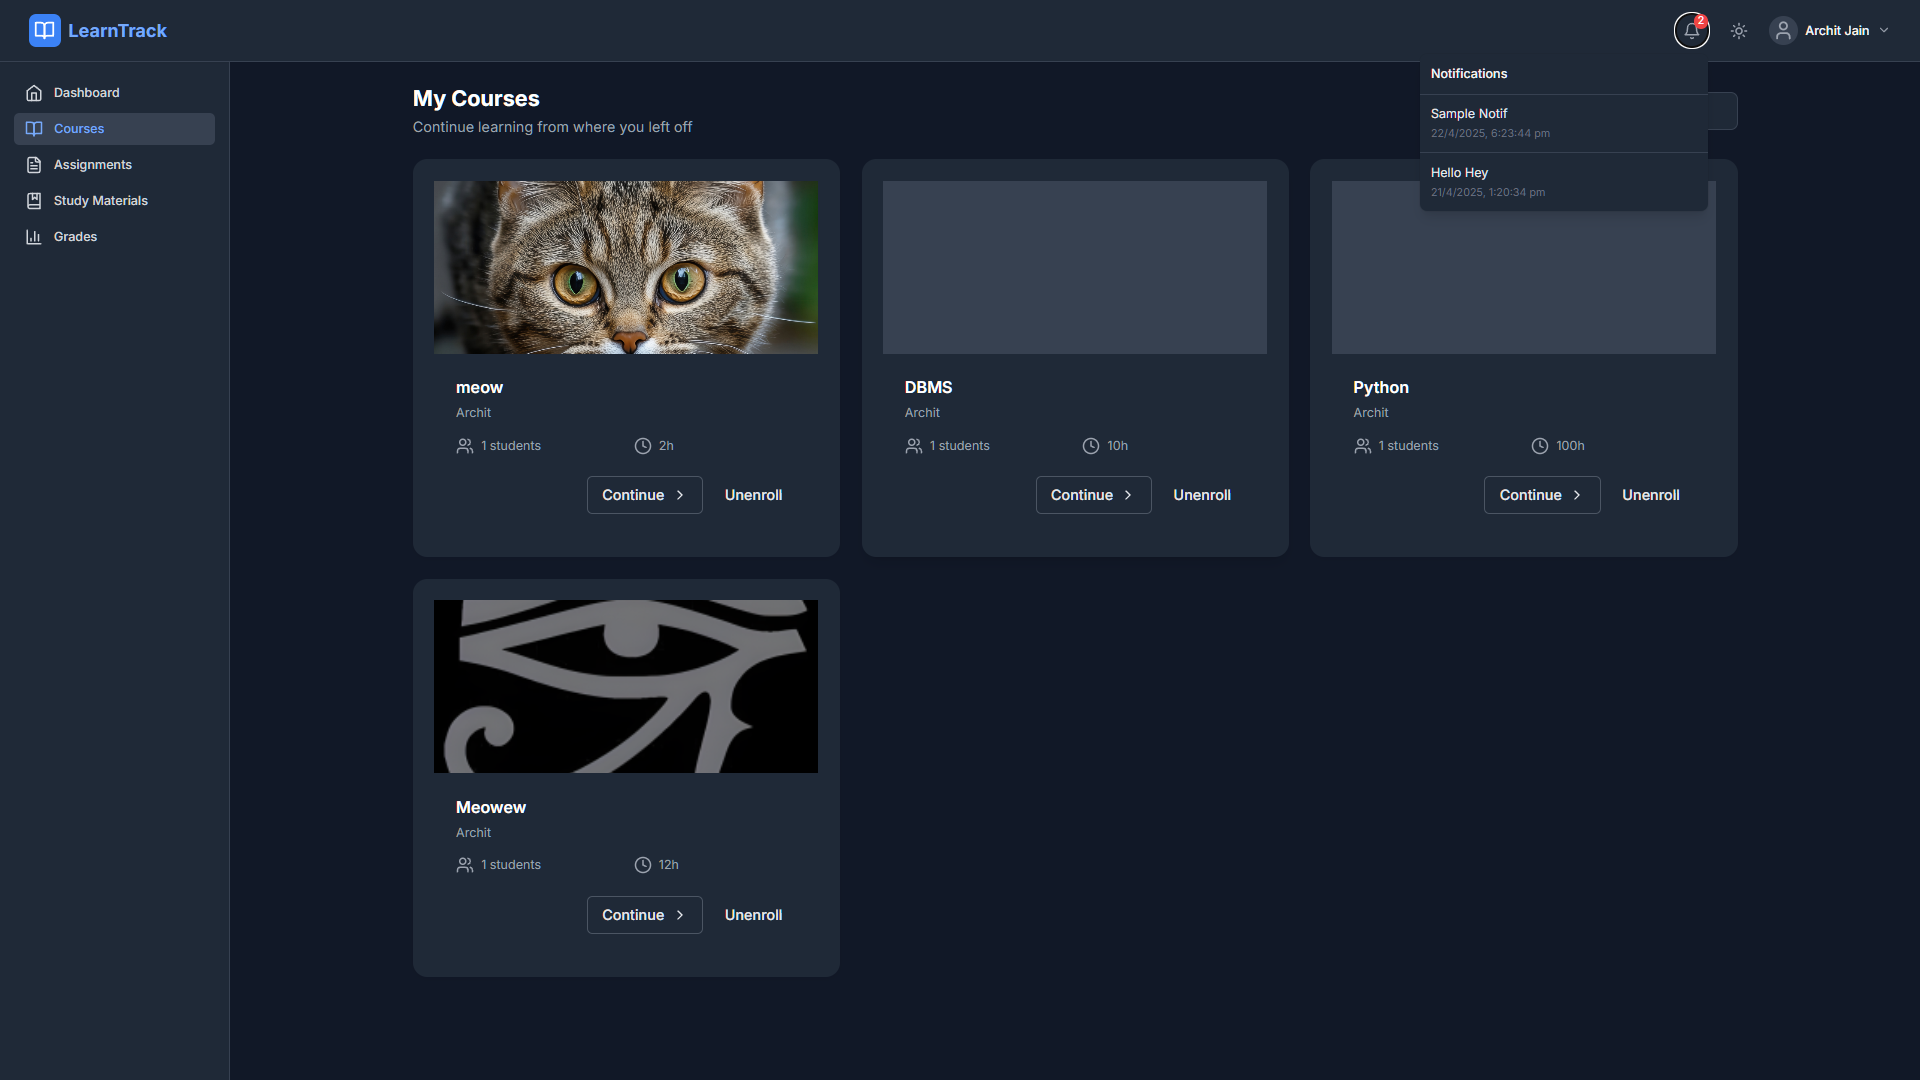 LearnTrack
2
Archit Jain
Dashboard
Courses
Assignments
Study Materials
Grades
My Courses
Continue learning from where you left off
Notifications
Sample Notif
22/4/2025, 6:23:44 pm
Hello Hey
21/4/2025, 1:20:34 pm
meow
Archit
1 students 2h
Continue Unenroll
DBMS
Archit
1 students 10h
Continue Unenroll
Python
Archit
1 students 100h
Continue Unenroll
Meowew
Archit
1 students 12h
Continue Unenroll